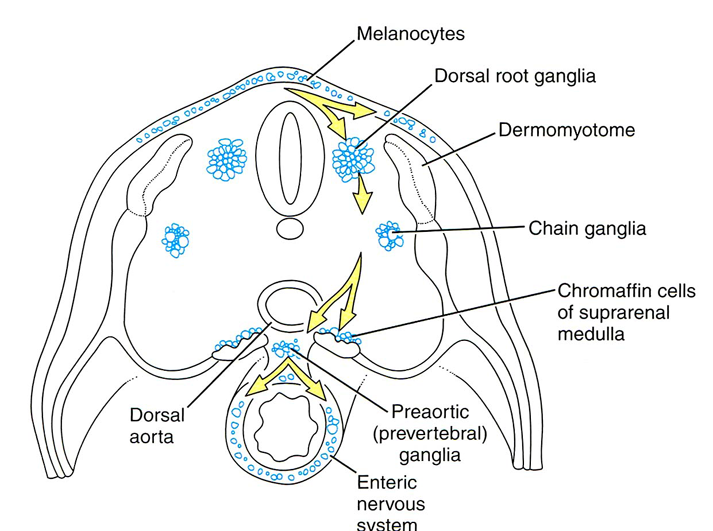 Melanocytes
Dorsal root ganglia
Dermomyotome
Chain ganglia
Chromaffin cells
of suprarenal
medulla
Dorsal
aorta
Preaortic
(prevertebral)
ganglia
Enteric
nervous
system